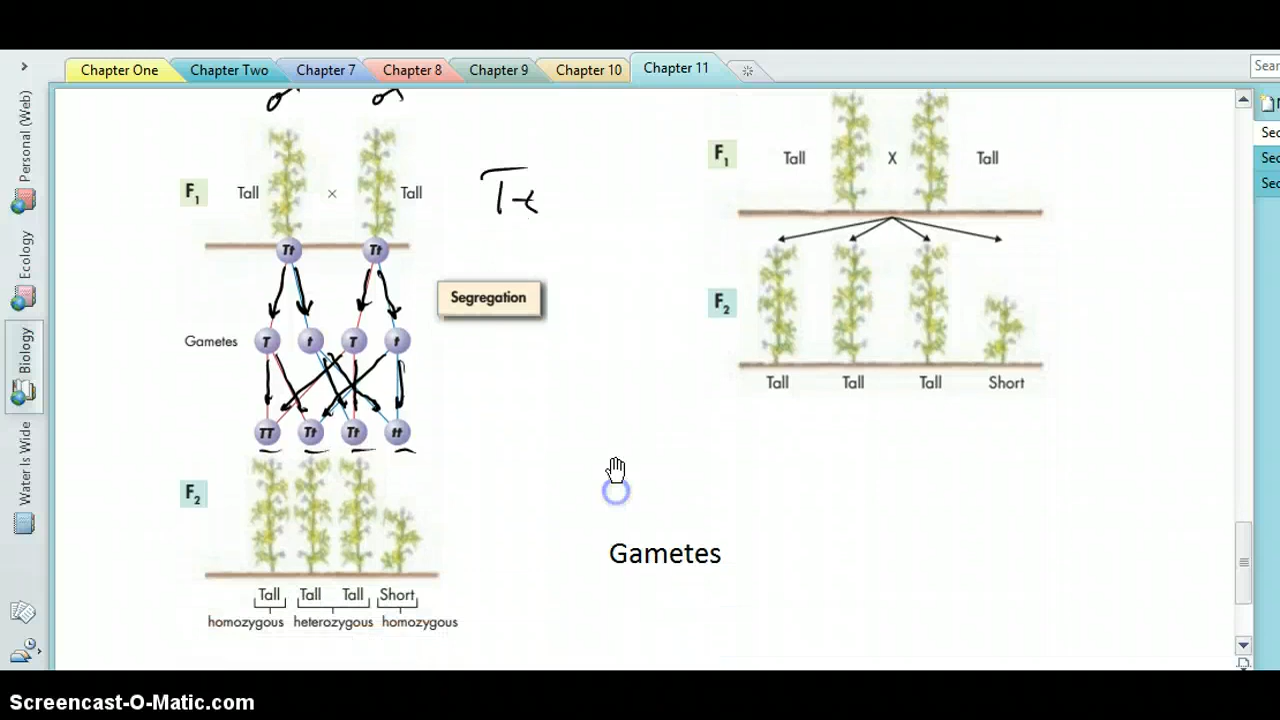 Chapter One Chapter Two Chapter 7 Chapter 8 Chapter 9 Chapter 10 Chapter 11
Personal (Web)
Ecology
Biology
Water Is Wide
F1 Tall × Tall
Tt
Tt Tt
Segregation
Gametes T t T t
TT Tt Tt tt
F2
Tall Tall Tall Short
homozygous heterozygous homozygous
F1 Tall X Tall
F2
Tall Tall Tall Short
Gametes
Screencast-O-Matic.com